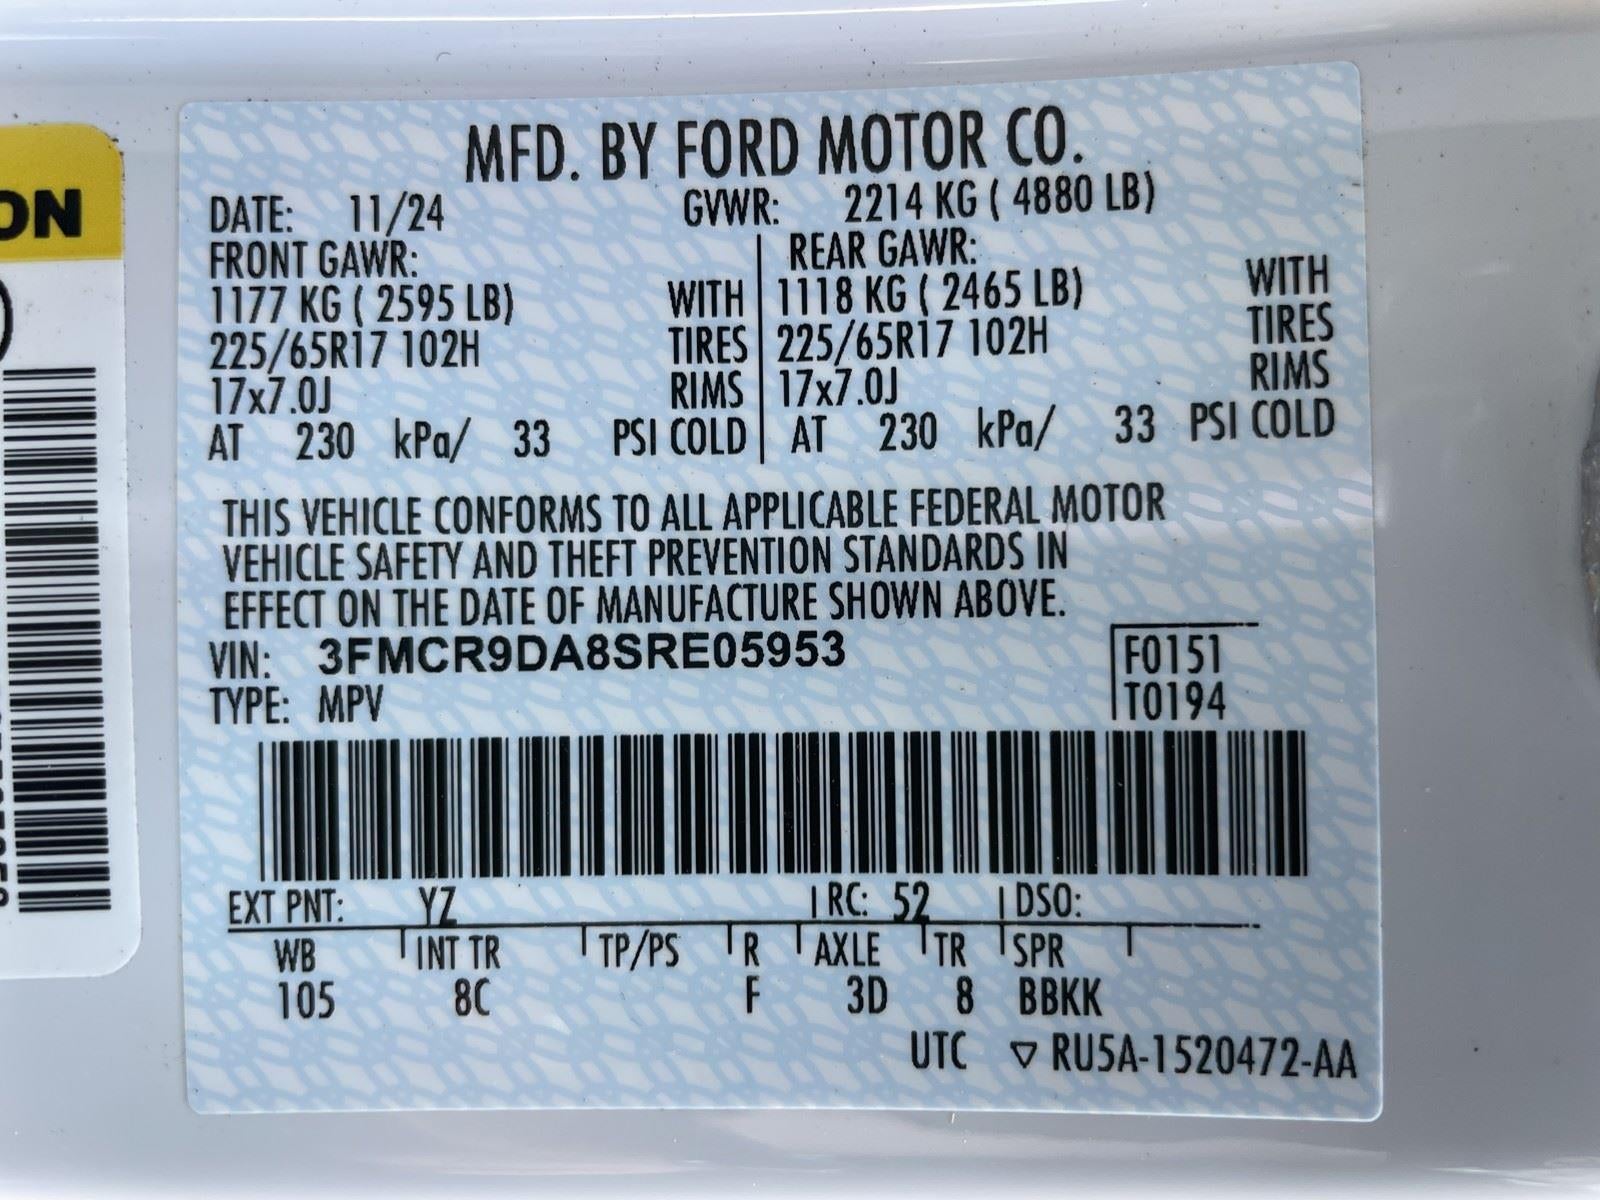 ON
MFD. BY FORD MOTOR CO.
DATE: 11/24 GVWR: 2214 KG ( 4880 LB)
FRONT GAWR: REAR GAWR:
1177 KG ( 2595 LB) WITH 1118 KG ( 2465 LB) WITH
225/65R17 102H TIRES 225/65R17 102H TIRES
17x7.0J RIMS 17x7.0J RIMS
AT 230 kPa/ 33 PSI COLD AT 230 kPa/ 33 PSI COLD
THIS VEHICLE CONFORMS TO ALL APPLICABLE FEDERAL MOTOR
VEHICLE SAFETY AND THEFT PREVENTION STANDARDS IN
EFFECT ON THE DATE OF MANUFACTURE SHOWN ABOVE.
VIN: 3FMCR9DA8SRE05953 F0151
TYPE: MPV T0194
EXT PNT: YZ RC: 52 DSO:
WB INT TR TP/PS R AXLE TR SPR
105 8C F 3D 8 BBKK
UTC ▽ RU5A-1520472-AA